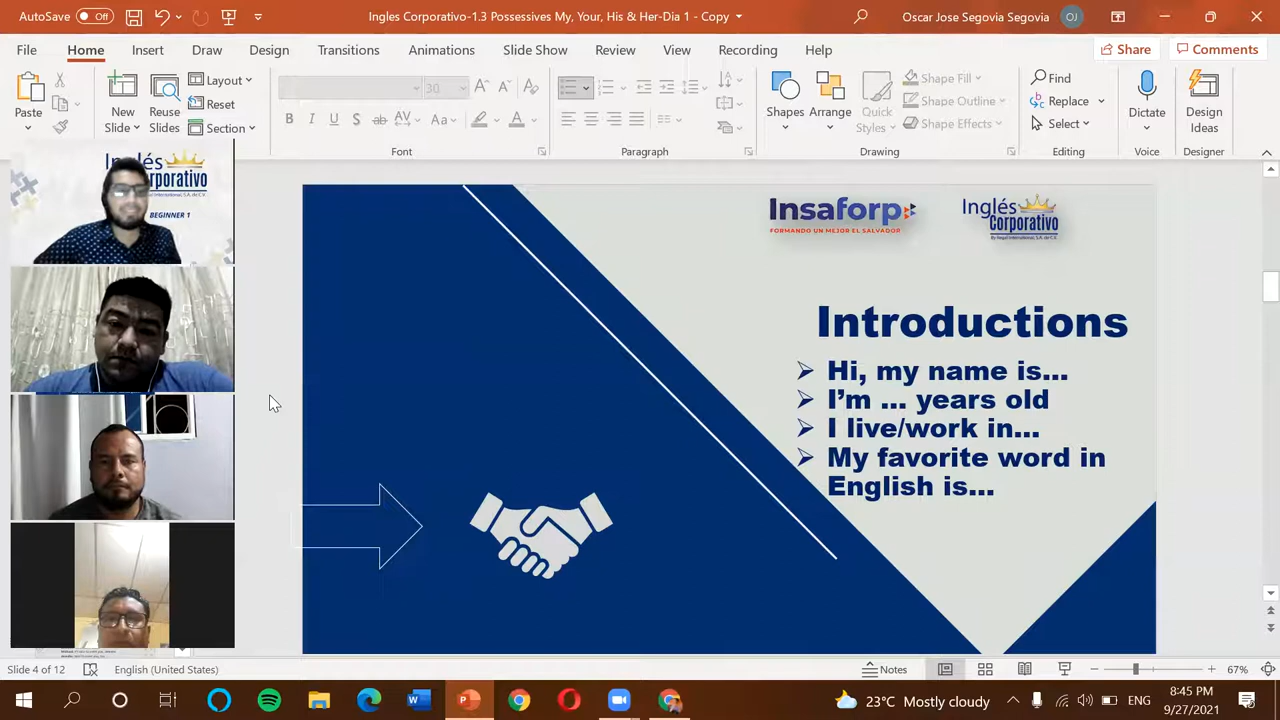 AutoSave Off
Ingles Corporativo-1.3 Possessives My, Your, His & Her-Dia 1 - Copy
Oscar Jose Segovia Segovia
OJ
File Home Insert Draw Design Transitions Animations Slide Show Review View Recording Help
Share Comments
Paste
New Slide
Reuse Slides
Layout
Reset
Section
Shapes
Arrange
Quick Styles
Shape Fill
Shape Outline
Shape Effects
Find
Replace
Select
Dictate
Design Ideas
Font Paragraph Drawing Editing Voice Designer
Inglés
BEGINNER 1
Insaforp
FORMANDO UN MEJOR EL SALVADOR
Inglés
Corporativo
By Regal International, S.A. de C.V.
Introductions
Hi, my name is...
I'm ... years old
I live/work in...
My favorite word in
English is...
Slide 4 of 12 English (United States) Notes 67%
23°C Mostly cloudy ENG
8:45 PM
9/27/2021